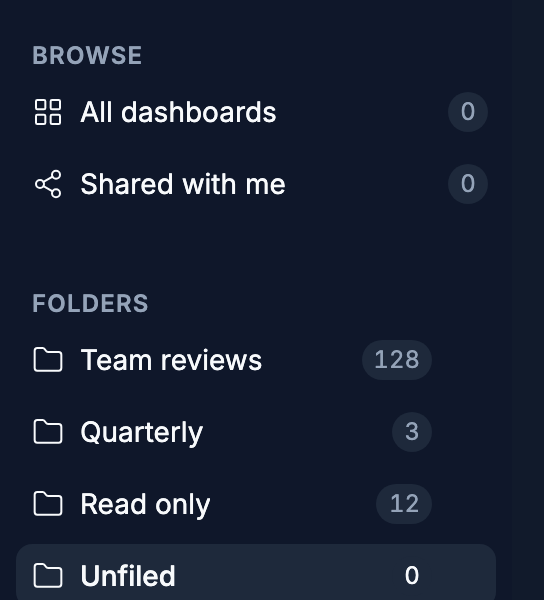 BROWSE
All dashboards 0
Shared with me 0
FOLDERS
Team reviews 128
Quarterly 3
Read only 12
Unfiled 0